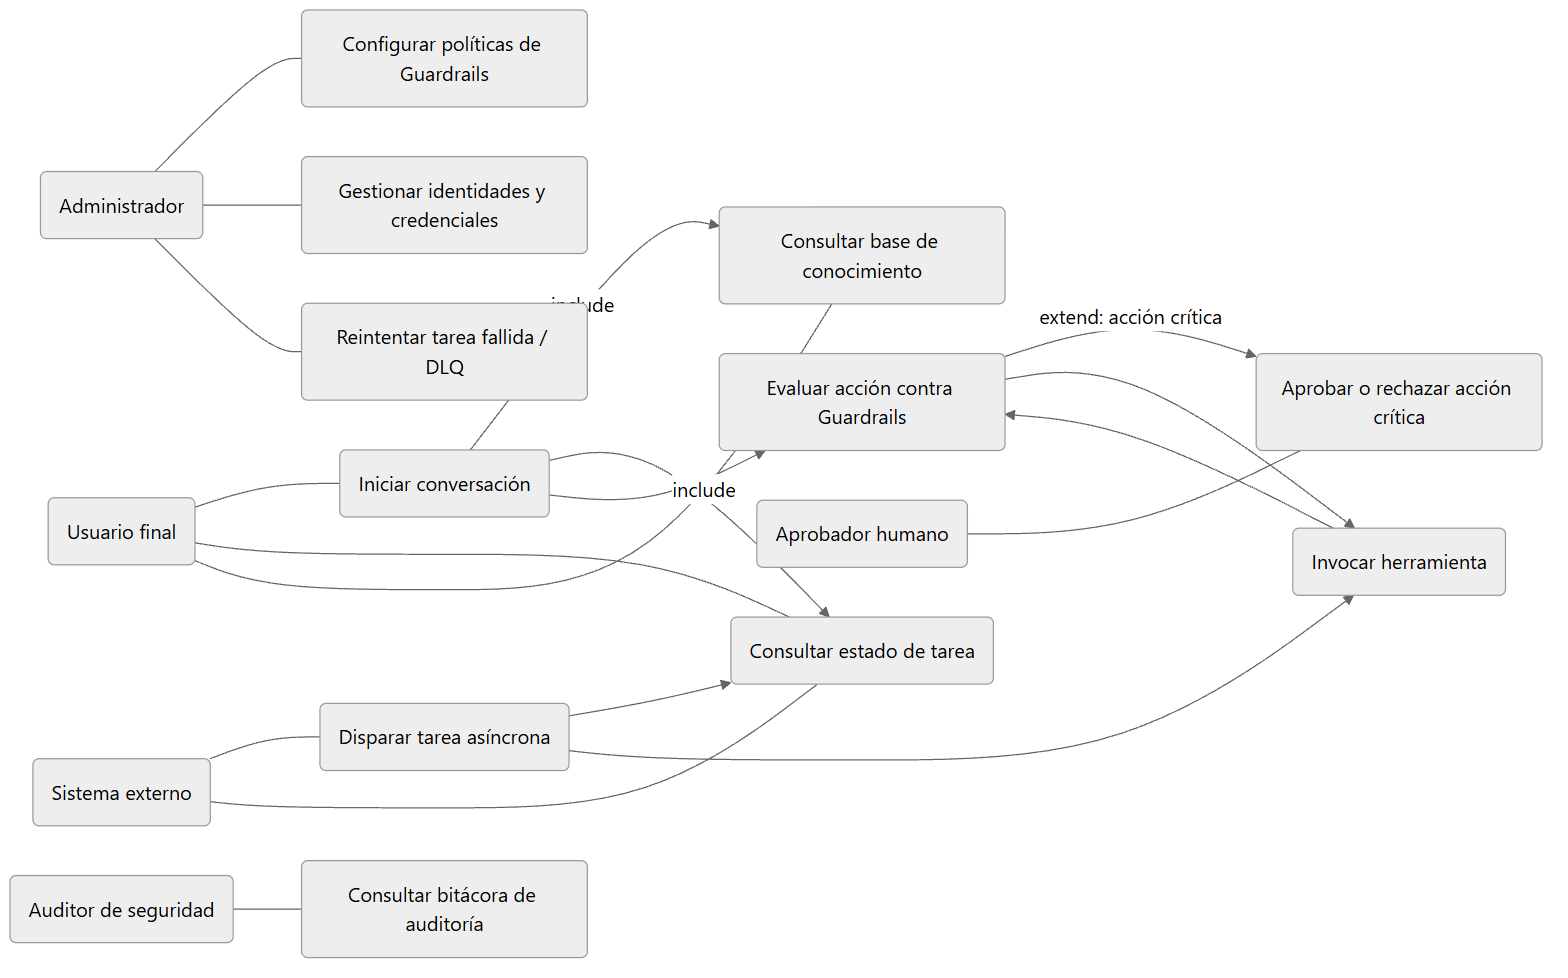 Configurar políticas de
Guardrails
Administrador
Gestionar identidades y
credenciales
Consultar base de
conocimiento
include
Reintentar tarea fallida /
DLQ
extend: acción crítica
Evaluar acción contra
Guardrails
Aprobar o rechazar acción
crítica
Iniciar conversación
include
Usuario final
Aprobador humano
Invocar herramienta
Consultar estado de tarea
Disparar tarea asíncrona
Sistema externo
Consultar bitácora de
auditoría
Auditor de seguridad